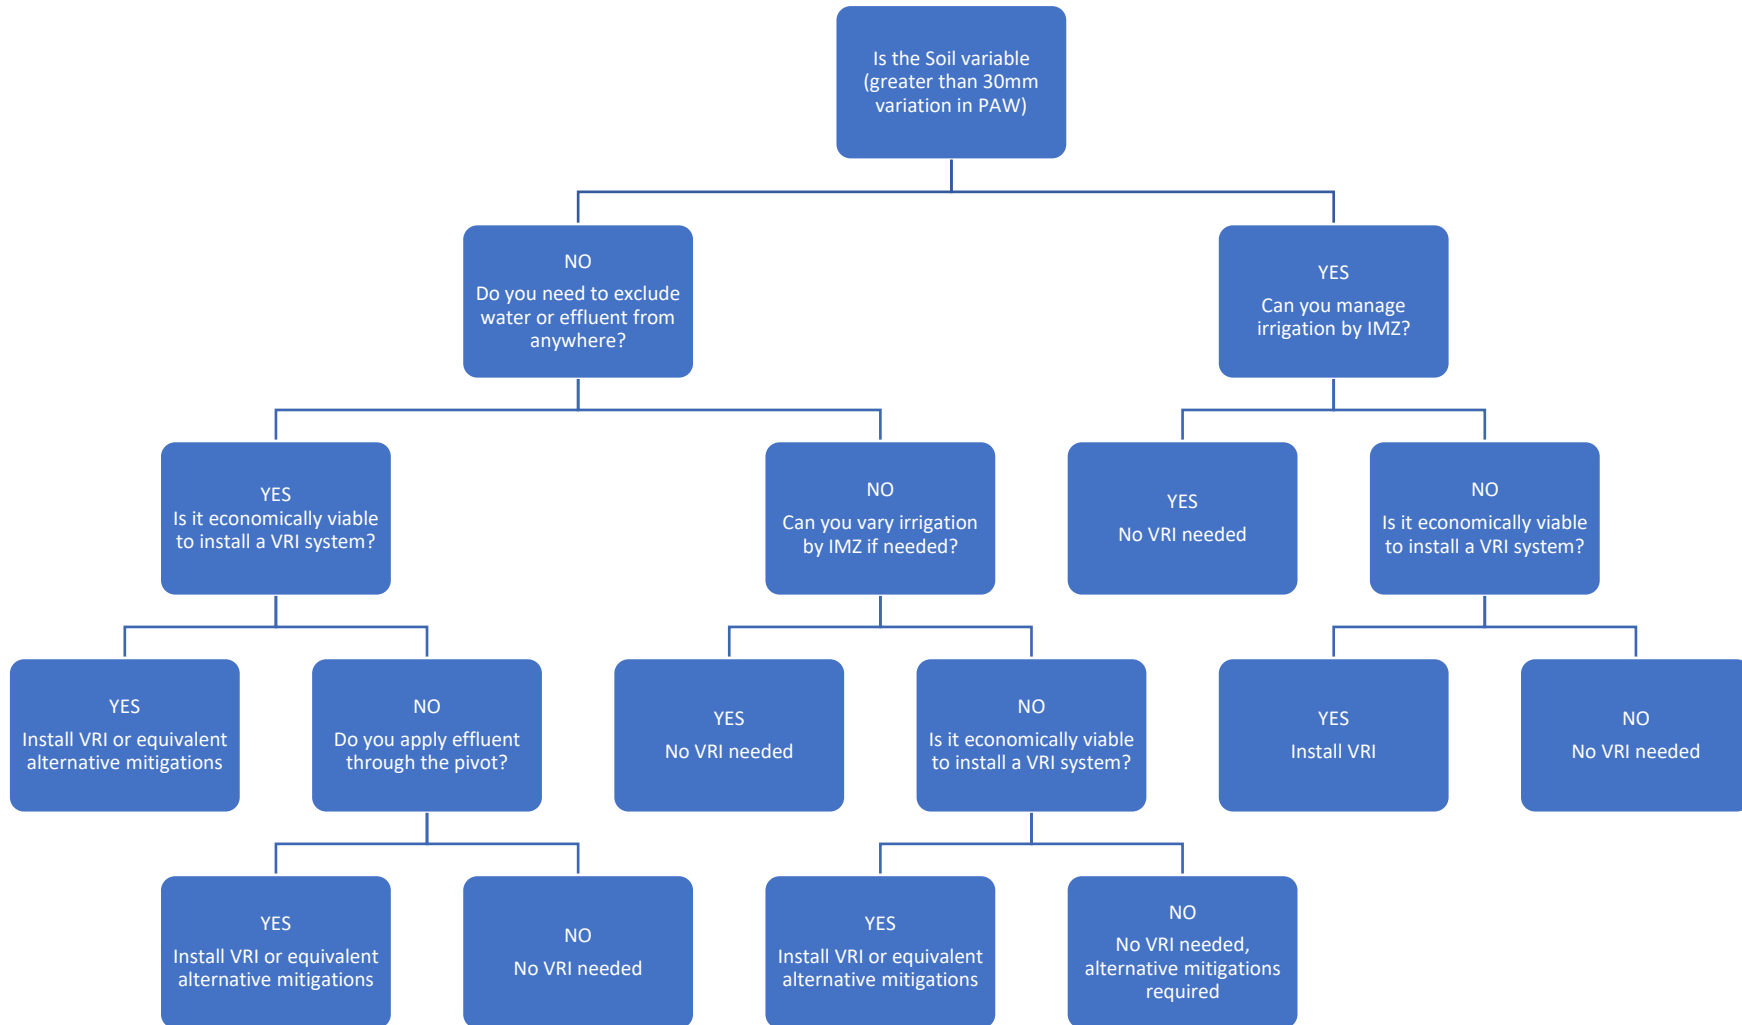 Is the Soil variable
(greater than 30mm
variation in PAW)
NO
Do you need to exclude
water or effluent from
anywhere?
YES
Can you manage
irrigation by IMZ?
YES
Is it economically viable
to install a VRI system?
NO
Can you vary irrigation
by IMZ if needed?
YES
No VRI needed
NO
Is it economically viable
to install a VRI system?
YES
Install VRI or equivalent
alternative mitigations
NO
Do you apply effluent
through the pivot?
YES
No VRI needed
NO
Is it economically viable
to install a VRI system?
YES
Install VRI
NO
No VRI needed
YES
Install VRI or equivalent
alternative mitigations
NO
No VRI needed
YES
Install VRI or equivalent
alternative mitigations
NO
No VRI needed,
alternative mitigations
required